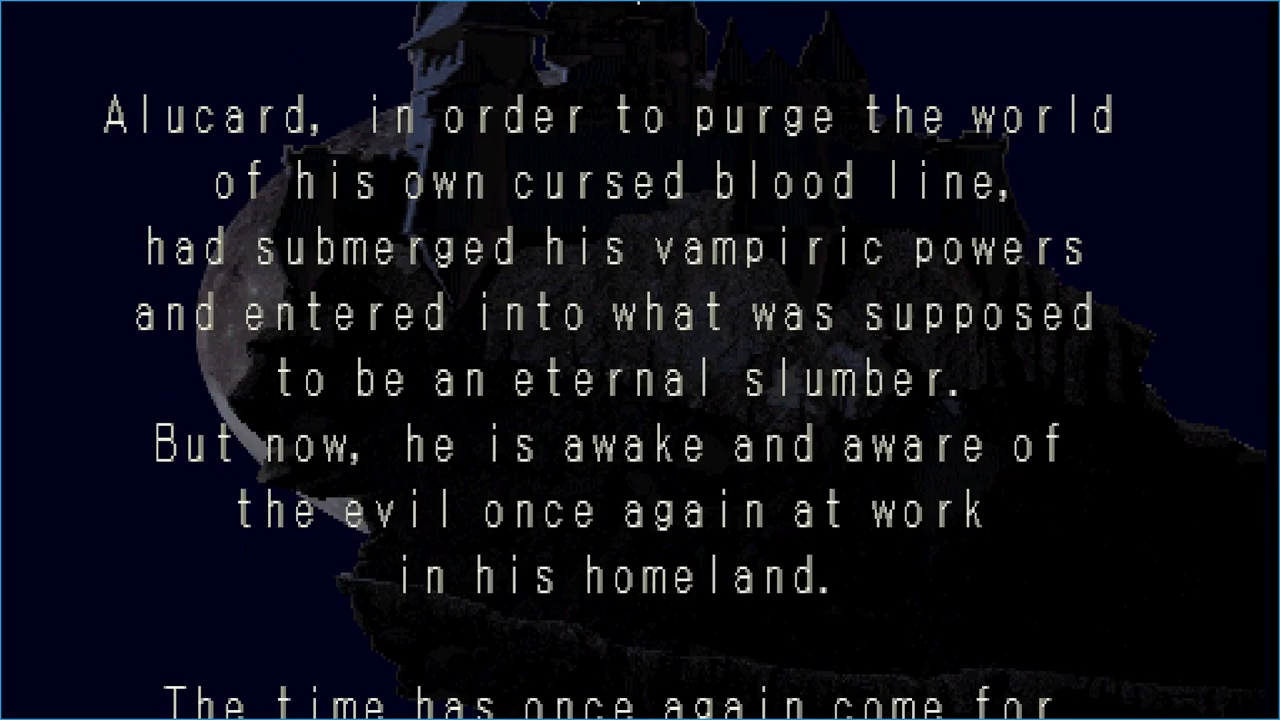 Alucard, in order to purge the world
of his own cursed blood line,
had submerged his vampiric powers
and entered into what was supposed
to be an eternal slumber.
But now, he is awake and aware of
the evil once again at work
in his homeland.
The time has once again come for